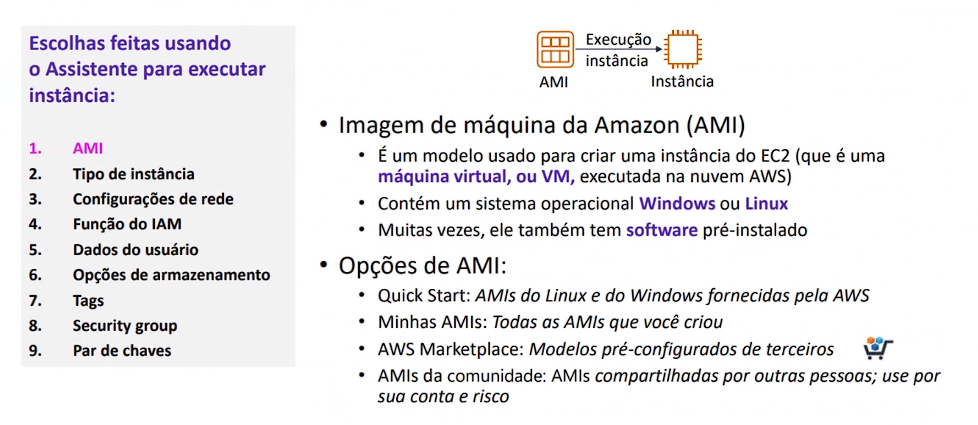 Escolhas feitas usando
o Assistente para executar
instância:
1. AMI
2. Tipo de instância
3. Configurações de rede
4. Função do IAM
5. Dados do usuário
6. Opções de armazenamento
7. Tags
8. Security group
9. Par de chaves
Execução
instância
AMI
Instância
• Imagem de máquina da Amazon (AMI)
• É um modelo usado para criar uma instância do EC2 (que é uma
máquina virtual, ou VM, executada na nuvem AWS)
• Contém um sistema operacional Windows ou Linux
• Muitas vezes, ele também tem software pré-instalado
• Opções de AMI:
• Quick Start: AMIs do Linux e do Windows fornecidas pela AWS
• Minhas AMIs: Todas as AMIs que você criou
• AWS Marketplace: Modelos pré-configurados de terceiros
• AMIs da comunidade: AMIs compartilhadas por outras pessoas; use por
sua conta e risco